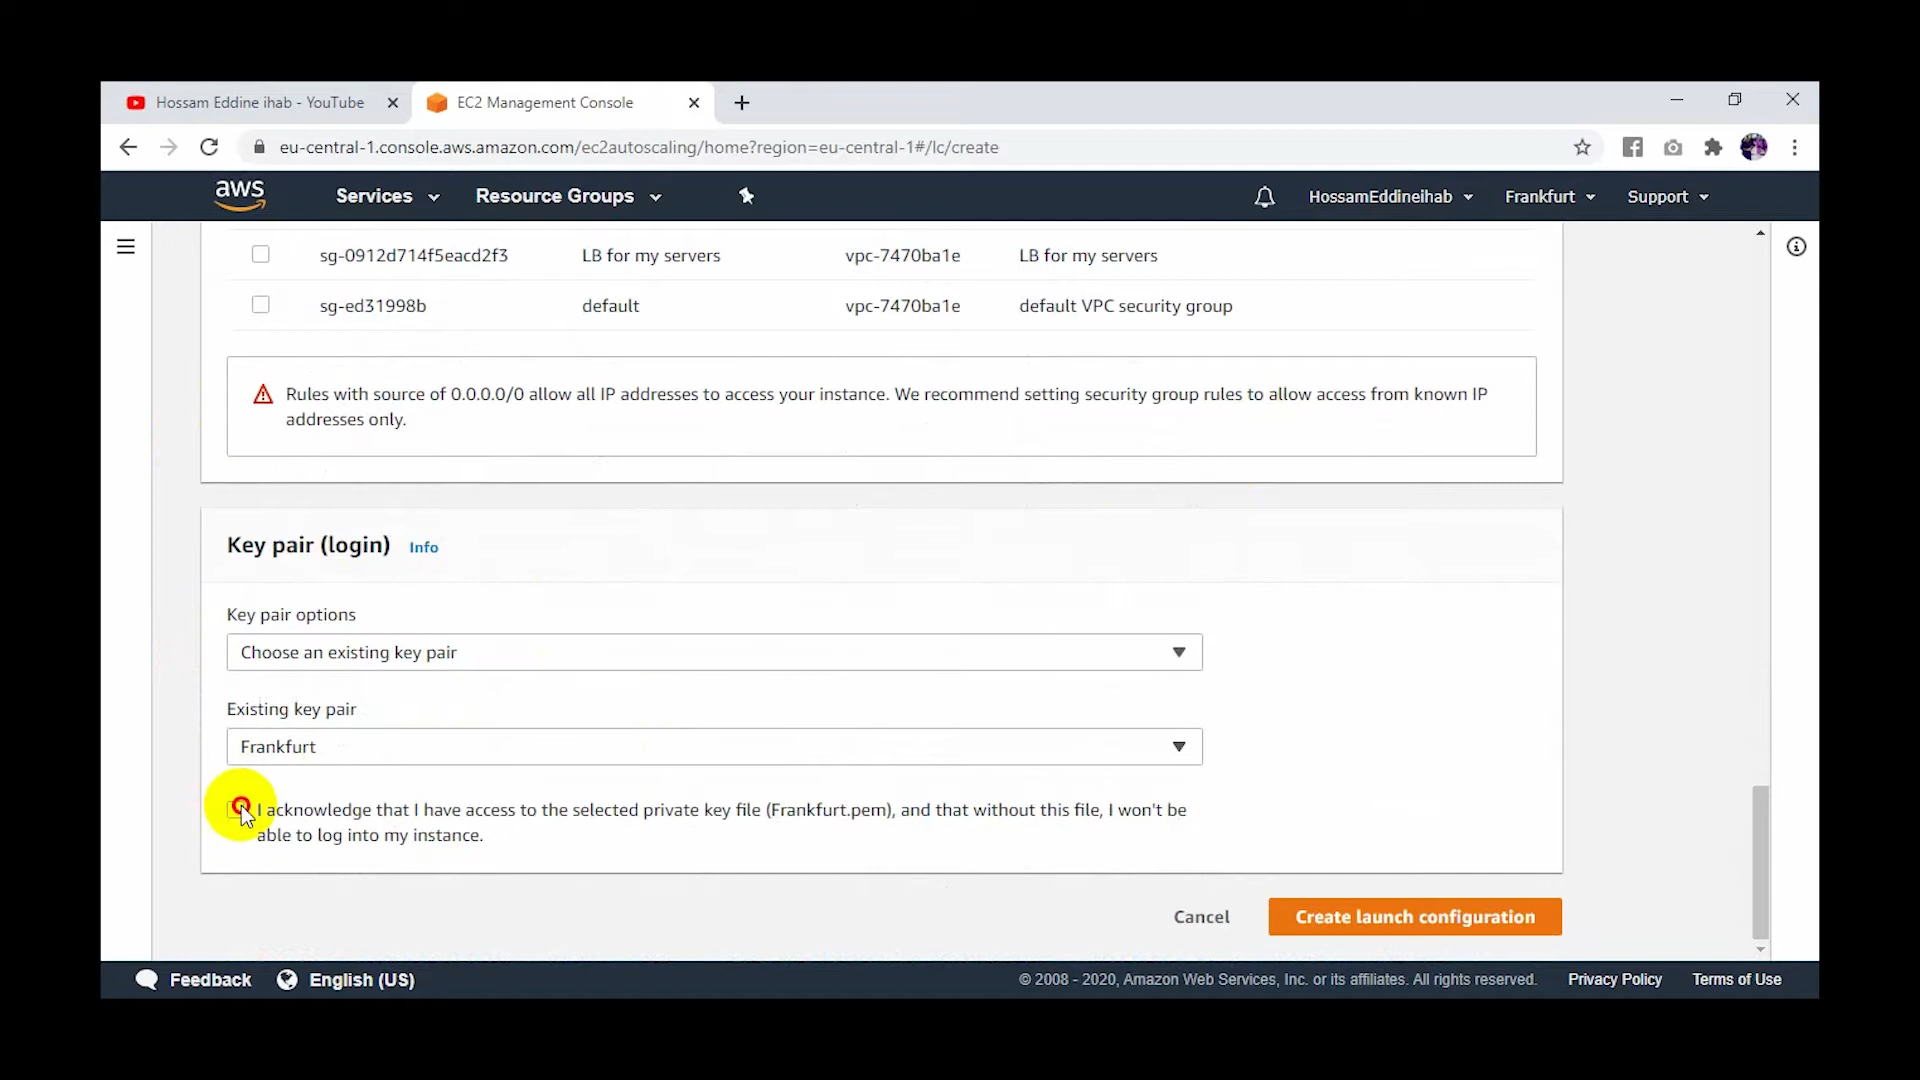 Hossam Eddine ihab - YouTube
EC2 Management Console
eu-central-1.console.aws.amazon.com/ec2autoscaling/home?region=eu-central-1#/lc/create
aws
Services
Resource Groups
HossamEddineihab
Frankfurt
Support
sg-0912d714f5eacd2f3 LB for my servers vpc-7470ba1e LB for my servers
sg-ed31998b default vpc-7470ba1e default VPC security group
Rules with source of 0.0.0.0/0 allow all IP addresses to access your instance. We recommend setting security group rules to allow access from known IP
addresses only.
Key pair (login) Info
Key pair options
Choose an existing key pair
Existing key pair
Frankfurt
I acknowledge that I have access to the selected private key file (Frankfurt.pem), and that without this file, I won't be
able to log into my instance.
Cancel
Create launch configuration
Feedback
English (US)
© 2008 - 2020, Amazon Web Services, Inc. or its affiliates. All rights reserved.
Privacy Policy
Terms of Use